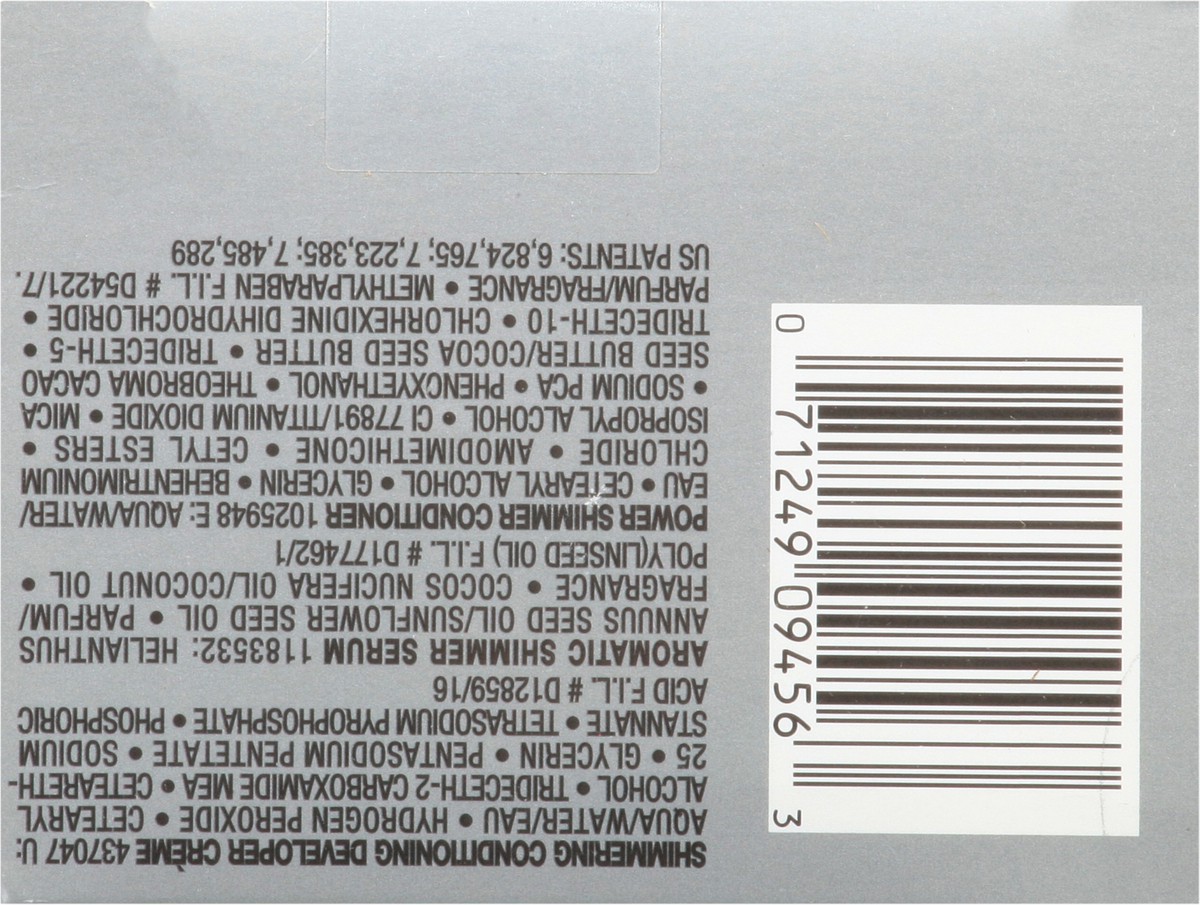 SHIMMERING CONDITIONING DEVELOPER CRÈME 437047 U:
AQUA/WATER/EAU • HYDROGEN PEROXIDE • CETEARYL
ALCOHOL • TRIDECETH-2 CARBOXAMIDE MEA • CETEARETH-
25 • GLYCERIN • PENTASODIUM PENTETATE • SODIUM
STANNATE • TETRASODIUM PYROPHOSPHATE • PHOSPHORIC
ACID F.I.L. # D12859/16
AROMATIC SHIMMER SERUM 1183532: HELIANTHUS
ANNUUS SEED OIL/SUNFLOWER SEED OIL • PARFUM/
FRAGRANCE • COCOS NUCIFERA OIL/COCONUT OIL •
POLY(LINSEED OIL) F.I.L. # D177462/1
POWER SHIMMER CONDITIONER 1025948 E: AQUA/WATER/
EAU • CETEARYL ALCOHOL • GLYCERIN • BEHENTRIMONIUM
CHLORIDE • AMODIMETHICONE • CETYL ESTERS •
ISOPROPYL ALCOHOL • CI 77891/TITANIUM DIOXIDE • MICA
• SODIUM PCA • PHENOXYETHANOL • THEOBROMA CACAO
SEED BUTTER/COCOA SEED BUTTER • TRIDECETH-5 •
TRIDECETH-10 • CHLORHEXIDINE DIHYDROCHLORIDE •
PARFUM/FRAGRANCE • METHYLPARABEN F.I.L. # D54221/7.
US PATENTS: 6,824,765; 7,223,385; 7,485,289
0 71249 09456 3